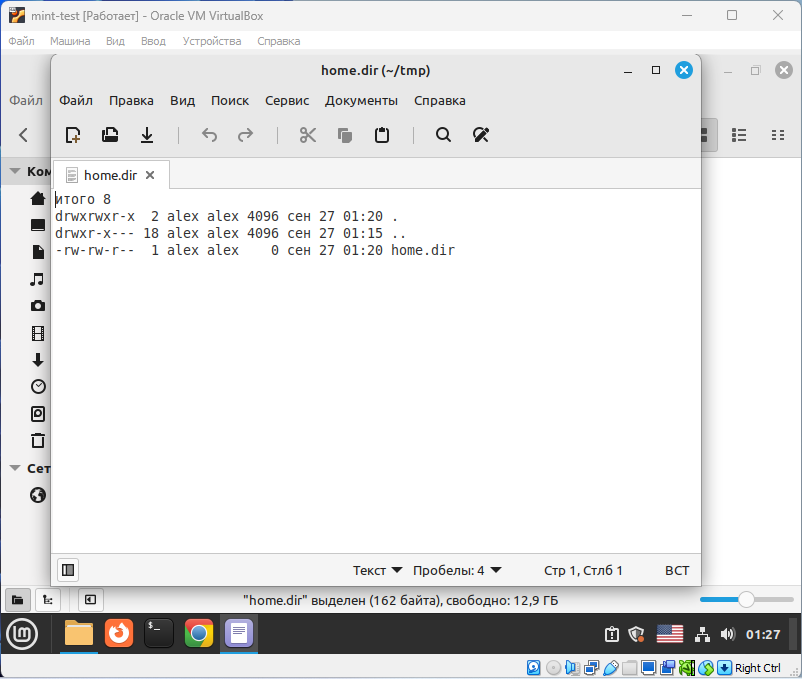 mint-test [Работает] - Oracle VM VirtualBox
Файл Машина Вид Ввод Устройства Справка
home.dir (~/tmp)
Файл
Файл Правка Вид Поиск Сервис Документы Справка
home.dir
Ком
итого 8
drwxrwxr-x  2 alex alex 4096 сен 27 01:20 .
drwxr-x--- 18 alex alex 4096 сен 27 01:15 ..
-rw-rw-r--  1 alex alex    0 сен 27 01:20 home.dir
Сет
Текст Пробелы: 4 Стр 1, Стлб 1 ВСТ
"home.dir" выделен (162 байта), свободно: 12,9 ГБ
01:27
Right Ctrl